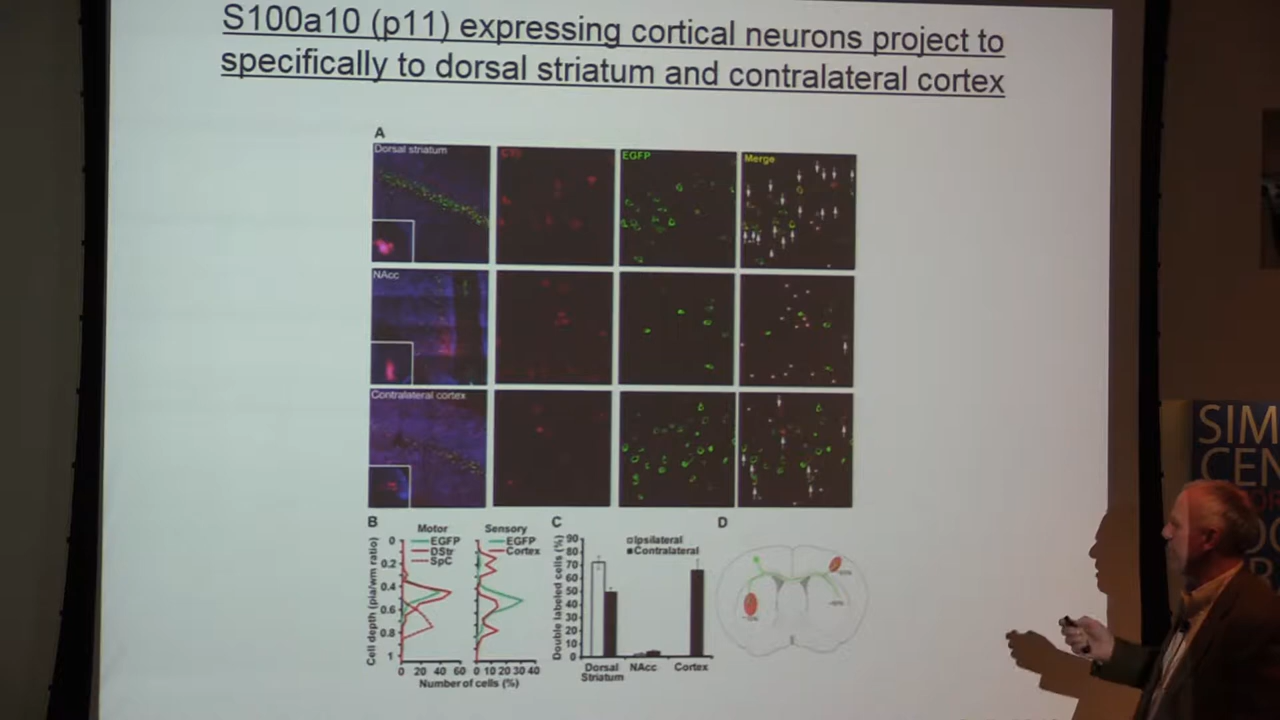 S100a10 (p11) expressing cortical neurons project to
specifically to dorsal striatum and contralateral cortex
A
Dorsal striatum
EGFP
Merge
NAcc
Contralateral cortex
B
Motor
EGFP
DStr
SpC
Sensory
EGFP
Cortex
Cell depth (pia/wm ratio)
0
0.2
0.4
0.6
0.8
1
0 20 40 60
0 10 20 30 40
Number of cells (%)
C
Ipsilateral
Contralateral
Double labeled cells (%)
90
80
70
60
50
40
30
20
10
0
Dorsal
Striatum
NAcc
Cortex
D
SIM
CEN